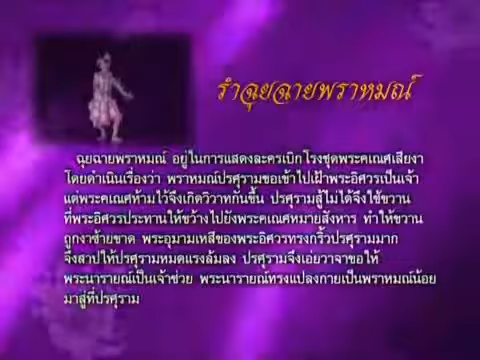 รำฉุยฉายพราหมณ์
ฉุยฉายพราหมณ์ อยู่ในการแสดงละครเบิกโรงชุดพระคเณศเสียงา
โดยดำเนินเรื่องว่า พราหมณ์ปรศุรามขอเข้าไปเฝ้าพระอิศวรเป็นเจ้า
แต่พระคเณศห้ามไว้จึงเกิดวิวาทกันขึ้น ปรศุรามสู้ไม่ได้จึงใช้ขวาน
ที่พระอิศวรประทานให้ขว้างไปยังพระคเณศหมายสังหาร ทำให้ขวาน
ถูกงาซ้ายขาด พระอุมามเหสีของพระอิศวรทรงกริ้วปรศุรามมาก
จึงสาปให้ปรศุรามหมดแรงล้มลง ปรศุรามจึงเอ่ยวาจาขอให้
พระนารายณ์เป็นเจ้าช่วย พระนารายณ์ทรงแปลงกายเป็นพราหมณ์น้อย
มาสู่ที่ปรศุราม